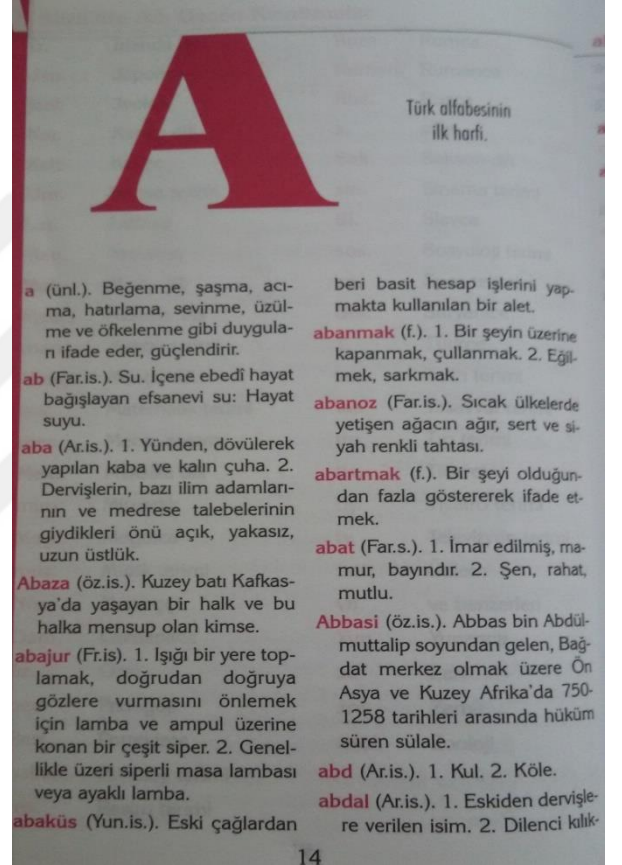 A
Türk alfabesinin
ilk harfi.
a (ünl.). Beğenme, şaşma, acı-
ma, hatırlama, sevinme, üzül-
me ve öfkelenme gibi duygula-
rı ifade eder, güçlendirir.
ab (Far.is.). Su. İçene ebedî hayat
bağışlayan efsanevi su: Hayat
suyu.
aba (Ar.is.). 1. Yünden, dövülerek
yapılan kaba ve kalın çuha. 2.
Dervişlerin, bazı ilim adamları-
nın ve medrese talebelerinin
giydikleri önü açık, yakasız,
uzun üstlük.
Abaza (öz.is.). Kuzey batı Kafkas-
ya'da yaşayan bir halk ve bu
halka mensup olan kimse.
abajur (Fr.is). 1. Işığı bir yere top-
lamak, doğrudan doğruya
gözlere vurmasını önlemek
için lamba ve ampul üzerine
konan bir çeşit siper. 2. Genel-
likle üzeri siperli masa lambası
veya ayaklı lamba.
abaküs (Yun.is.). Eski çağlardan
beri basit hesap işlerini yap-
makta kullanılan bir alet.
abanmak (f.). 1. Bir şeyin üzerine
kapanmak, çullanmak. 2. Eğil-
mek, sarkmak.
abanoz (Far.is.). Sıcak ülkelerde
yetişen ağacın ağır, sert ve si-
yah renkli tahtası.
abartmak (f.). Bir şeyi olduğun-
dan fazla göstererek ifade et-
mek.
abat (Far.s.). 1. İmar edilmiş, ma-
mur, bayındır. 2. Şen, rahat,
mutlu.
Abbasi (öz.is.). Abbas bin Abdül-
muttalip soyundan gelen, Bağ-
dat merkez olmak üzere Ön
Asya ve Kuzey Afrika'da 750-
1258 tarihleri arasında hüküm
süren sülale.
abd (Ar.is.). 1. Kul. 2. Köle.
abdal (Ar.is.). 1. Eskiden dervişle-
re verilen isim. 2. Dilenci kılık-
14